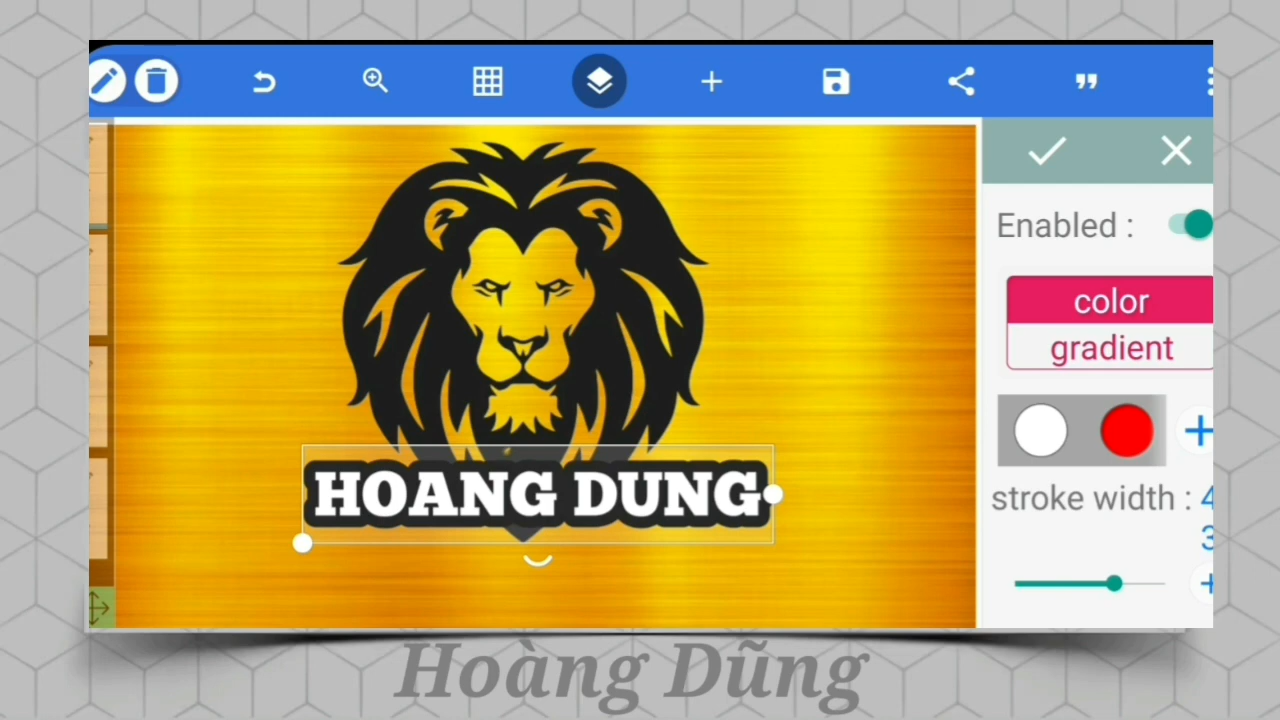 Enabled :
color
gradient
stroke width : 4
3
HOANG DUNG
Hoàng Dũng